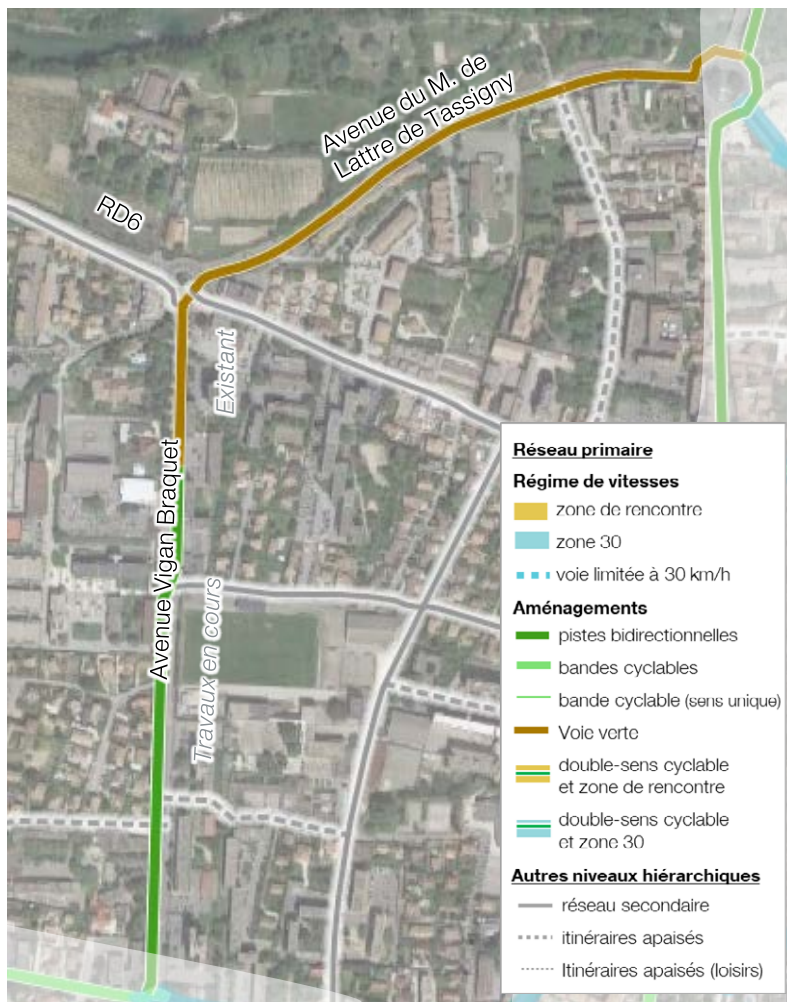 Avenue du M. de
Lattre de Tassigny
RD6
Existant
Avenue Vigan Braquet
Travaux en cours
Réseau primaire
Régime de vitesses
zone de rencontre
zone 30
voie limitée à 30 km/h
Aménagements
pistes bidirectionnelles
bandes cyclables
bande cyclable (sens unique)
Voie verte
double-sens cyclable
et zone de rencontre
double-sens cyclable
et zone 30
Autres niveaux hiérarchiques
réseau secondaire
itinéraires apaisés
Itinéraires apaisés (loisirs)